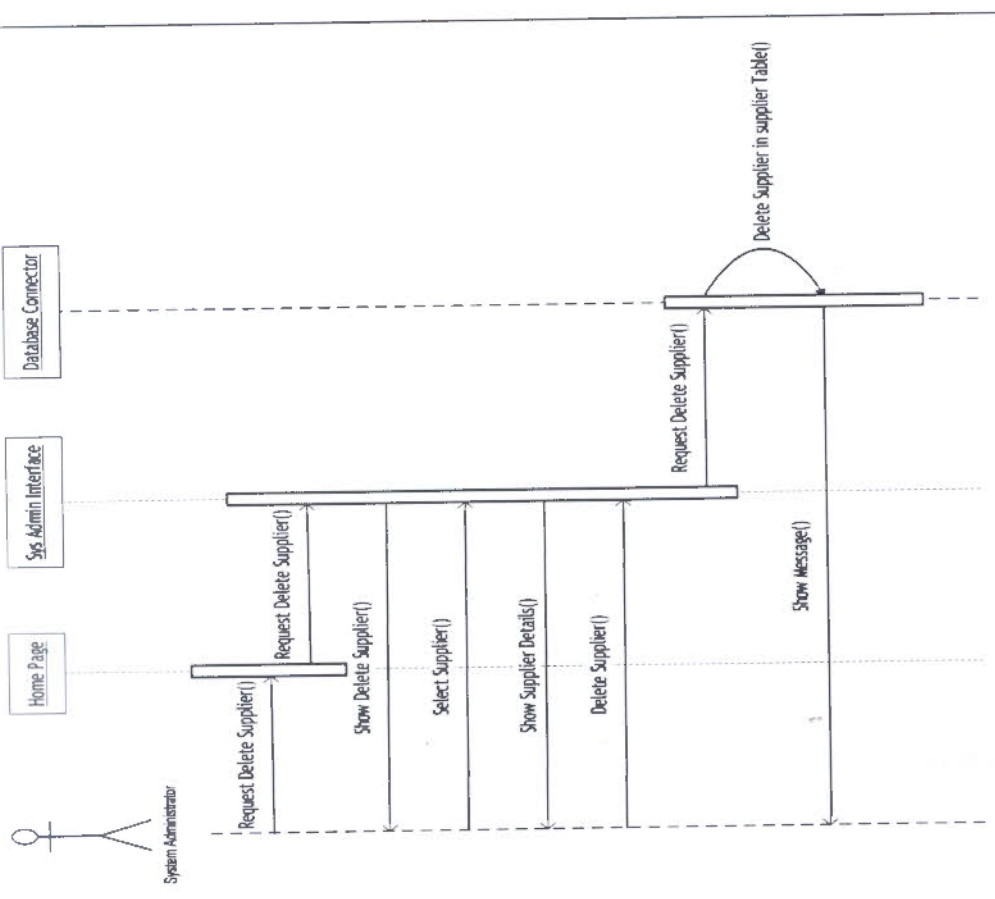 System Administrator
Home Page
Sys Admin Interface
Database Connector
Request Delete Supplier()
Request Delete Supplier()
Show Delete Supplier()
Select Supplier()
Show Supplier Details()
Delete Supplier()
Request Delete Supplier()
Delete Supplier in supplier Table()
Show Message()